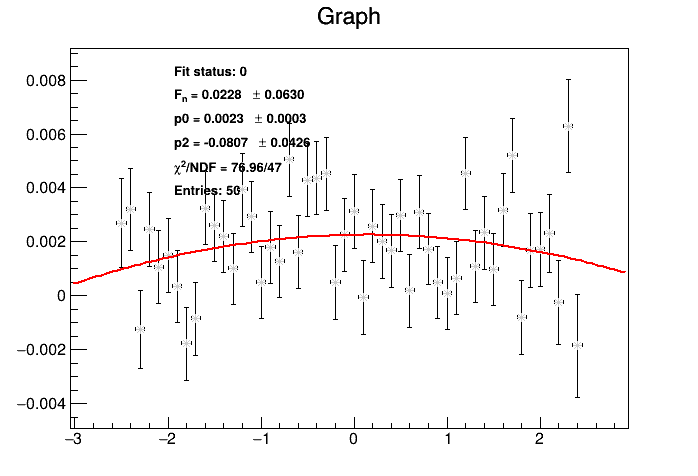 Graph
Fit status: 0
Fn = 0.0228 ± 0.0630
p0 = 0.0023 ± 0.0003
p2 = -0.0807 ± 0.0426
χ²/NDF = 76.96/47
Entries: 50
0.008
0.006
0.004
0.002
0
−0.002
−0.004
−3 −2 −1 0 1 2